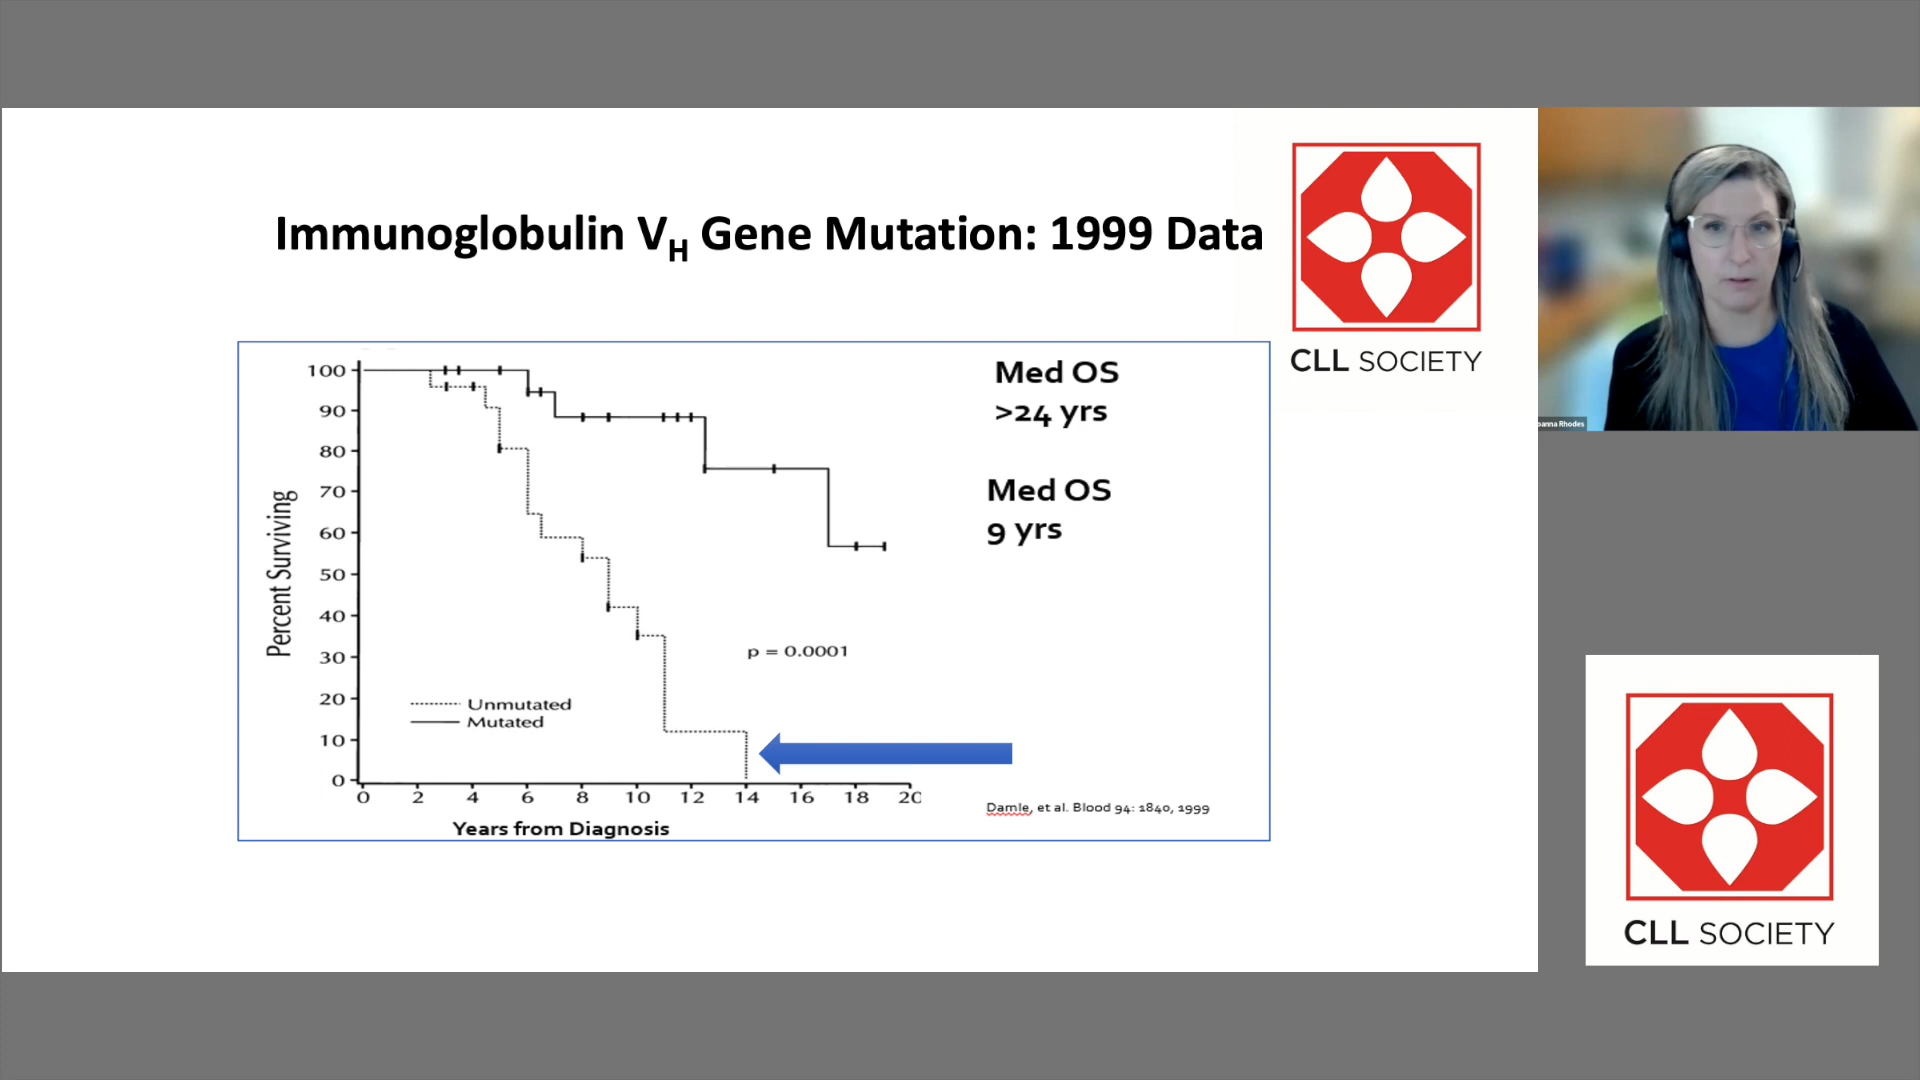 Immunoglobulin VH Gene Mutation: 1999 Data
CLL SOCIETY
Rhodes
Med OS
>24 yrs
Med OS
9 yrs
Percent Surviving
100
90
80
70
60
50
40
30
20
10
0
p = 0.0001
Unmutated
Mutated
0 2 4 6 8 10 12 14 16 18 20
Years from Diagnosis
Damle, et al. Blood 94: 1840, 1999
CLL SOCIETY